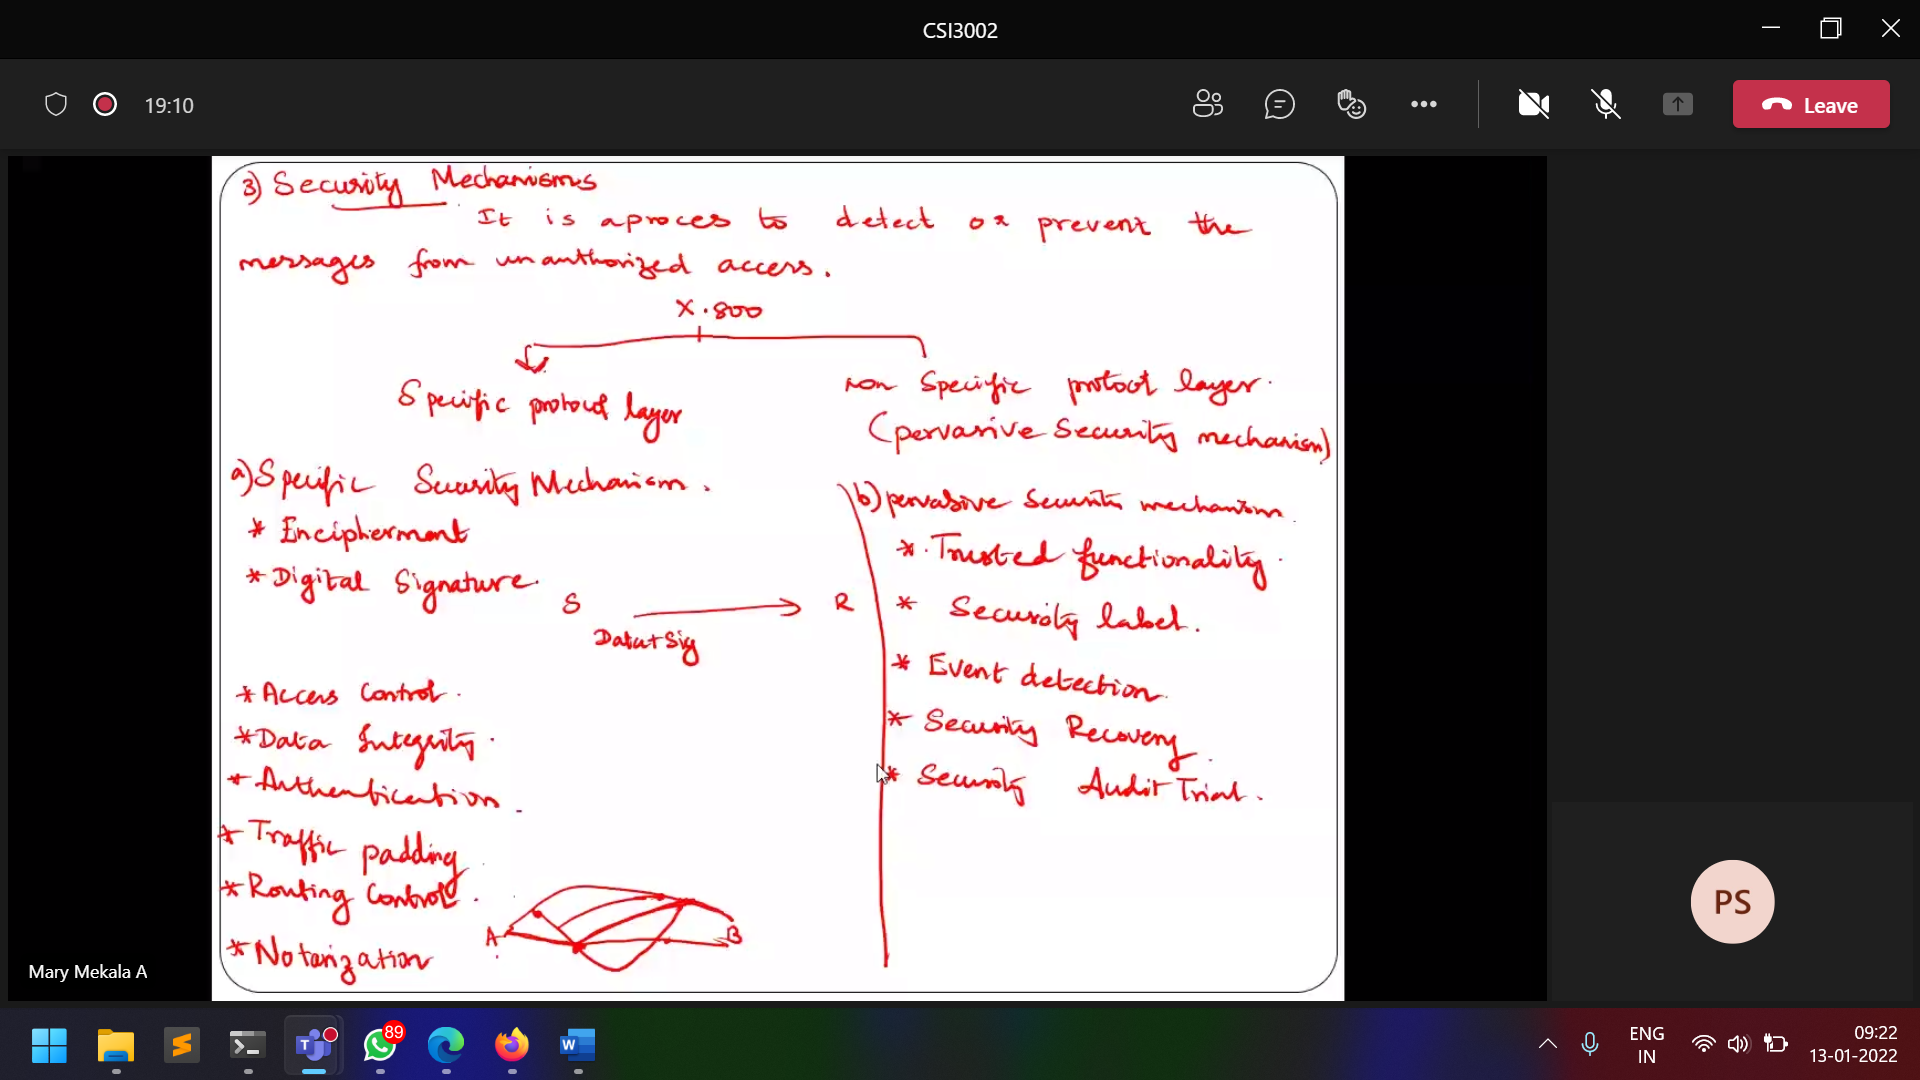 CSI3002
19:10
Leave
3) Security Mechanisms
It is a proces to detect or prevent the
messages from unauthorized access.
X.800
Specific protocol layer
non specific protocol layer.
(pervasive Security mechanism)
a) Specific Security Mechanism.
* Encipherment
* Digital Signature.
S
R
Data+Sig
* Access Control.
* Data Integrity.
* Authentication.
* Traffic padding
* Routing Control.
* Notarization
A
B
b) pervasive Security mechanism.
* Trusted functionality.
* Security label.
* Event detection
* Security Recovery.
* Security Audit Trial.
Mary Mekala A
PS
89
ENG
IN
09:22
13-01-2022